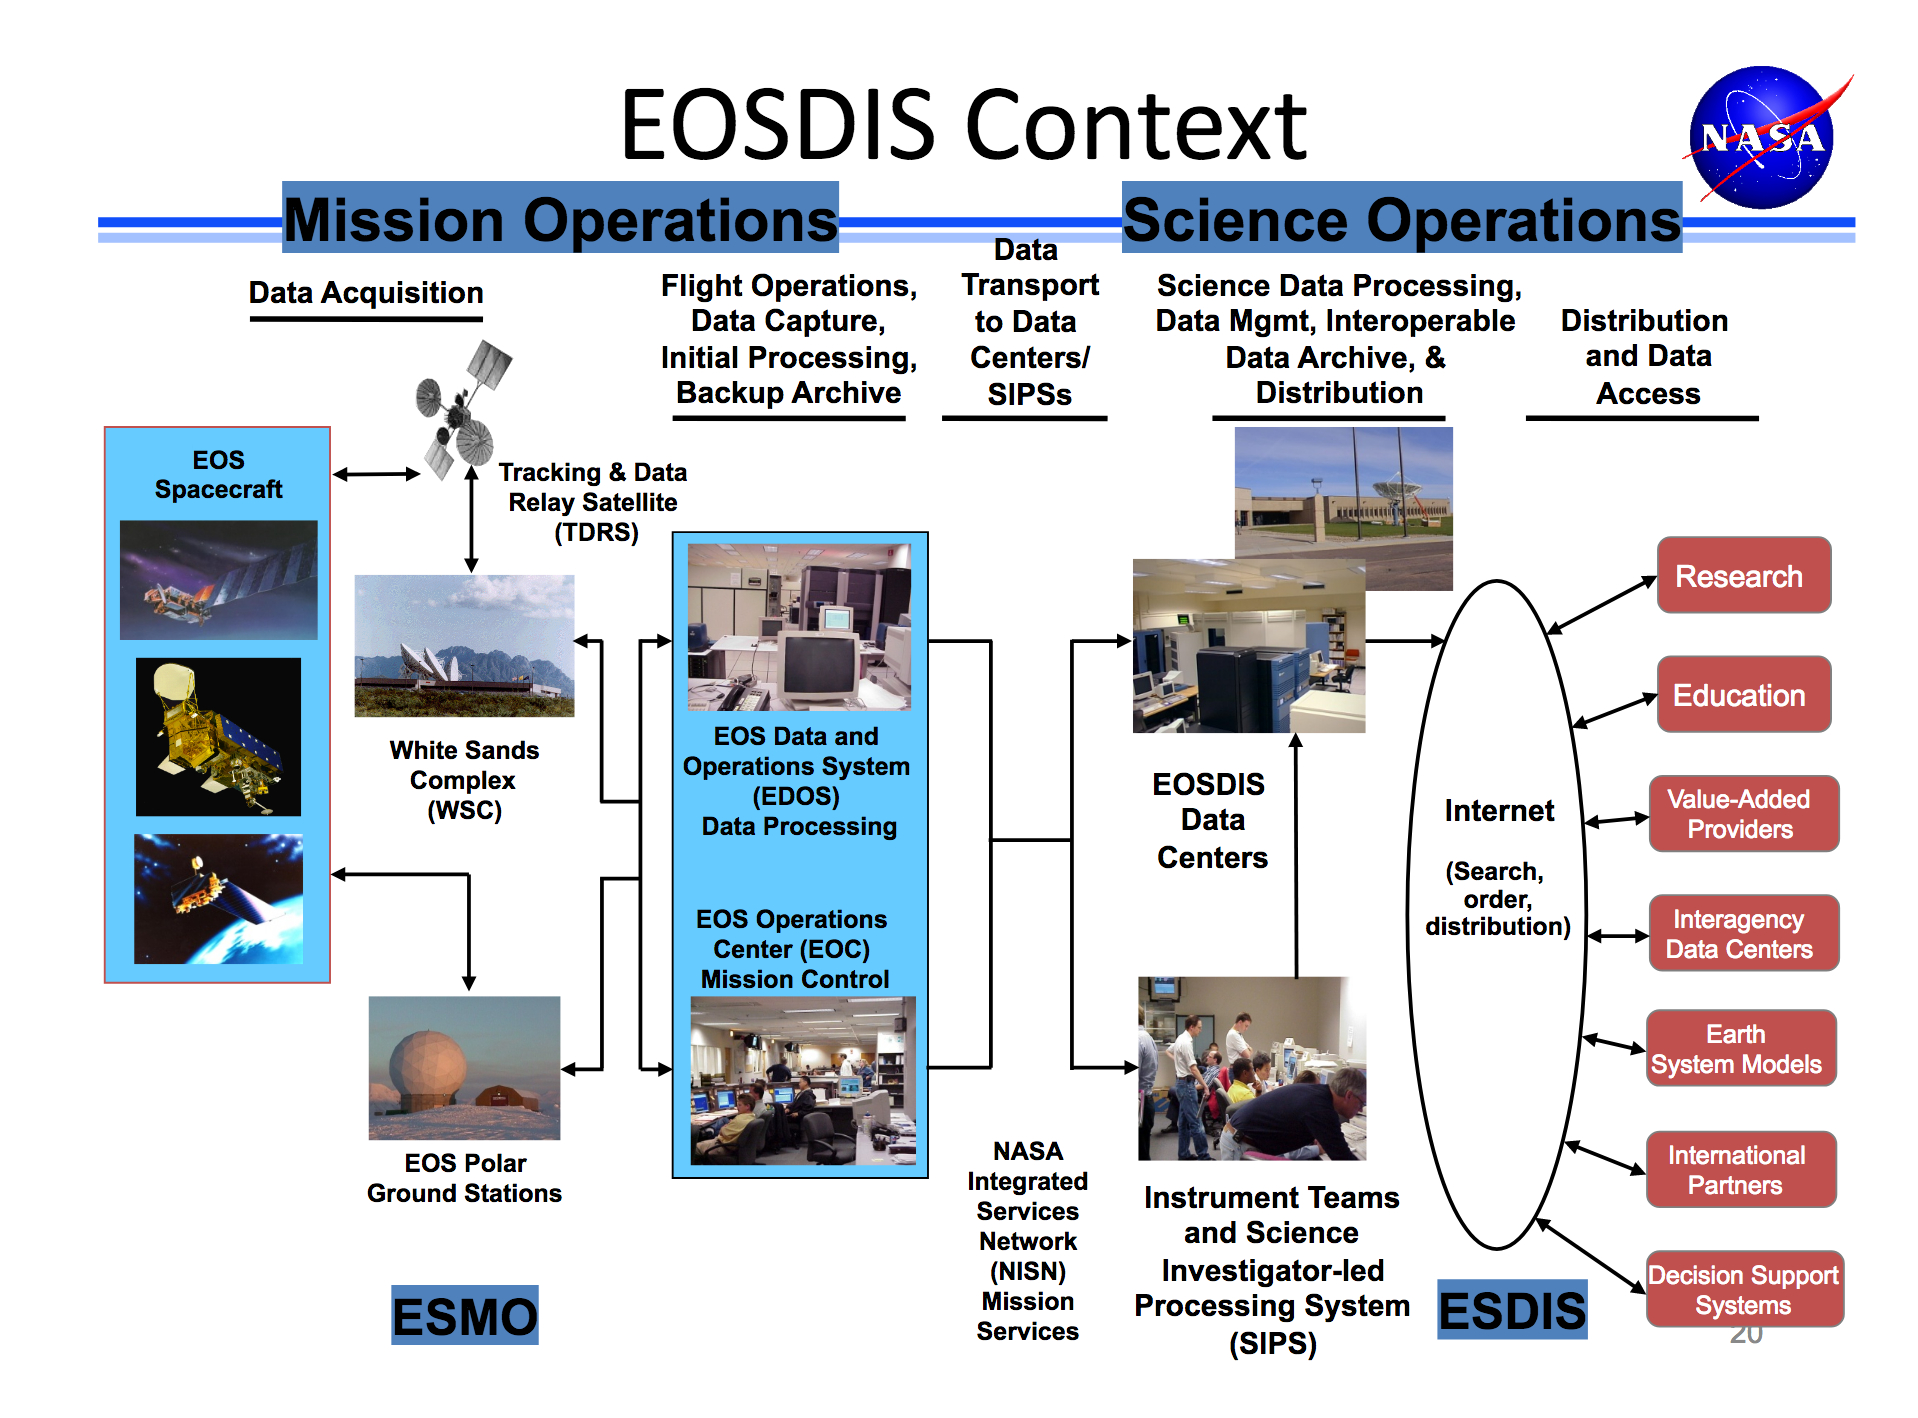 EOSDIS Context
NASA
Mission Operations
Science Operations
Data Acquisition
Flight Operations,
Data Capture,
Initial Processing,
Backup Archive
Data
Transport
to Data
Centers/
SIPSs
Science Data Processing,
Data Mgmt, Interoperable
Data Archive, &
Distribution
Distribution
and Data
Access
EOS
Spacecraft
Tracking & Data
Relay Satellite
(TDRS)
White Sands
Complex
(WSC)
EOS Polar
Ground Stations
EOS Data and
Operations System
(EDOS)
Data Processing
EOS Operations
Center (EOC)
Mission Control
NASA
Integrated
Services
Network
(NISN)
Mission
Services
EOSDIS
Data
Centers
Instrument Teams
and Science
Investigator-led
Processing System
(SIPS)
Internet
(Search,
order,
distribution)
Research
Education
Value-Added
Providers
Interagency
Data Centers
Earth
System Models
International
Partners
Decision Support
Systems
ESMO
ESDIS
20